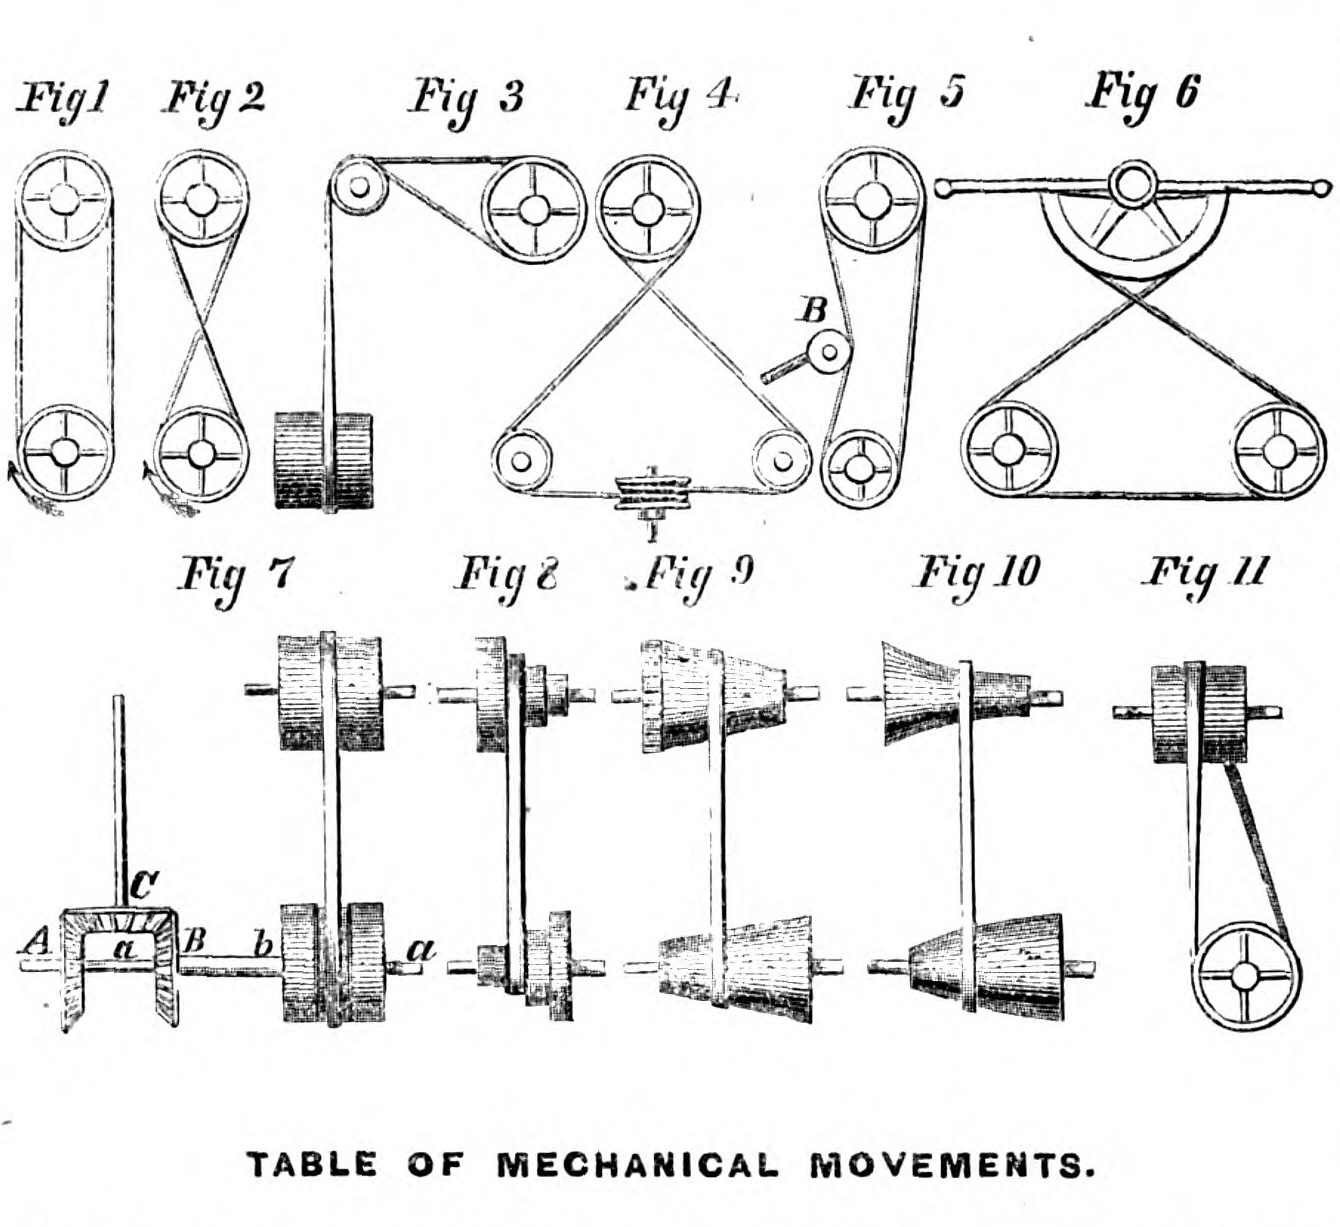 Fig 1 Fig 2 Fig 3 Fig 4. Fig 5 Fig 6
B
Fig 7 Fig 8 Fig 9 Fig 10 Fig 11
C
A a B b a
TABLE OF MECHANICAL MOVEMENTS.